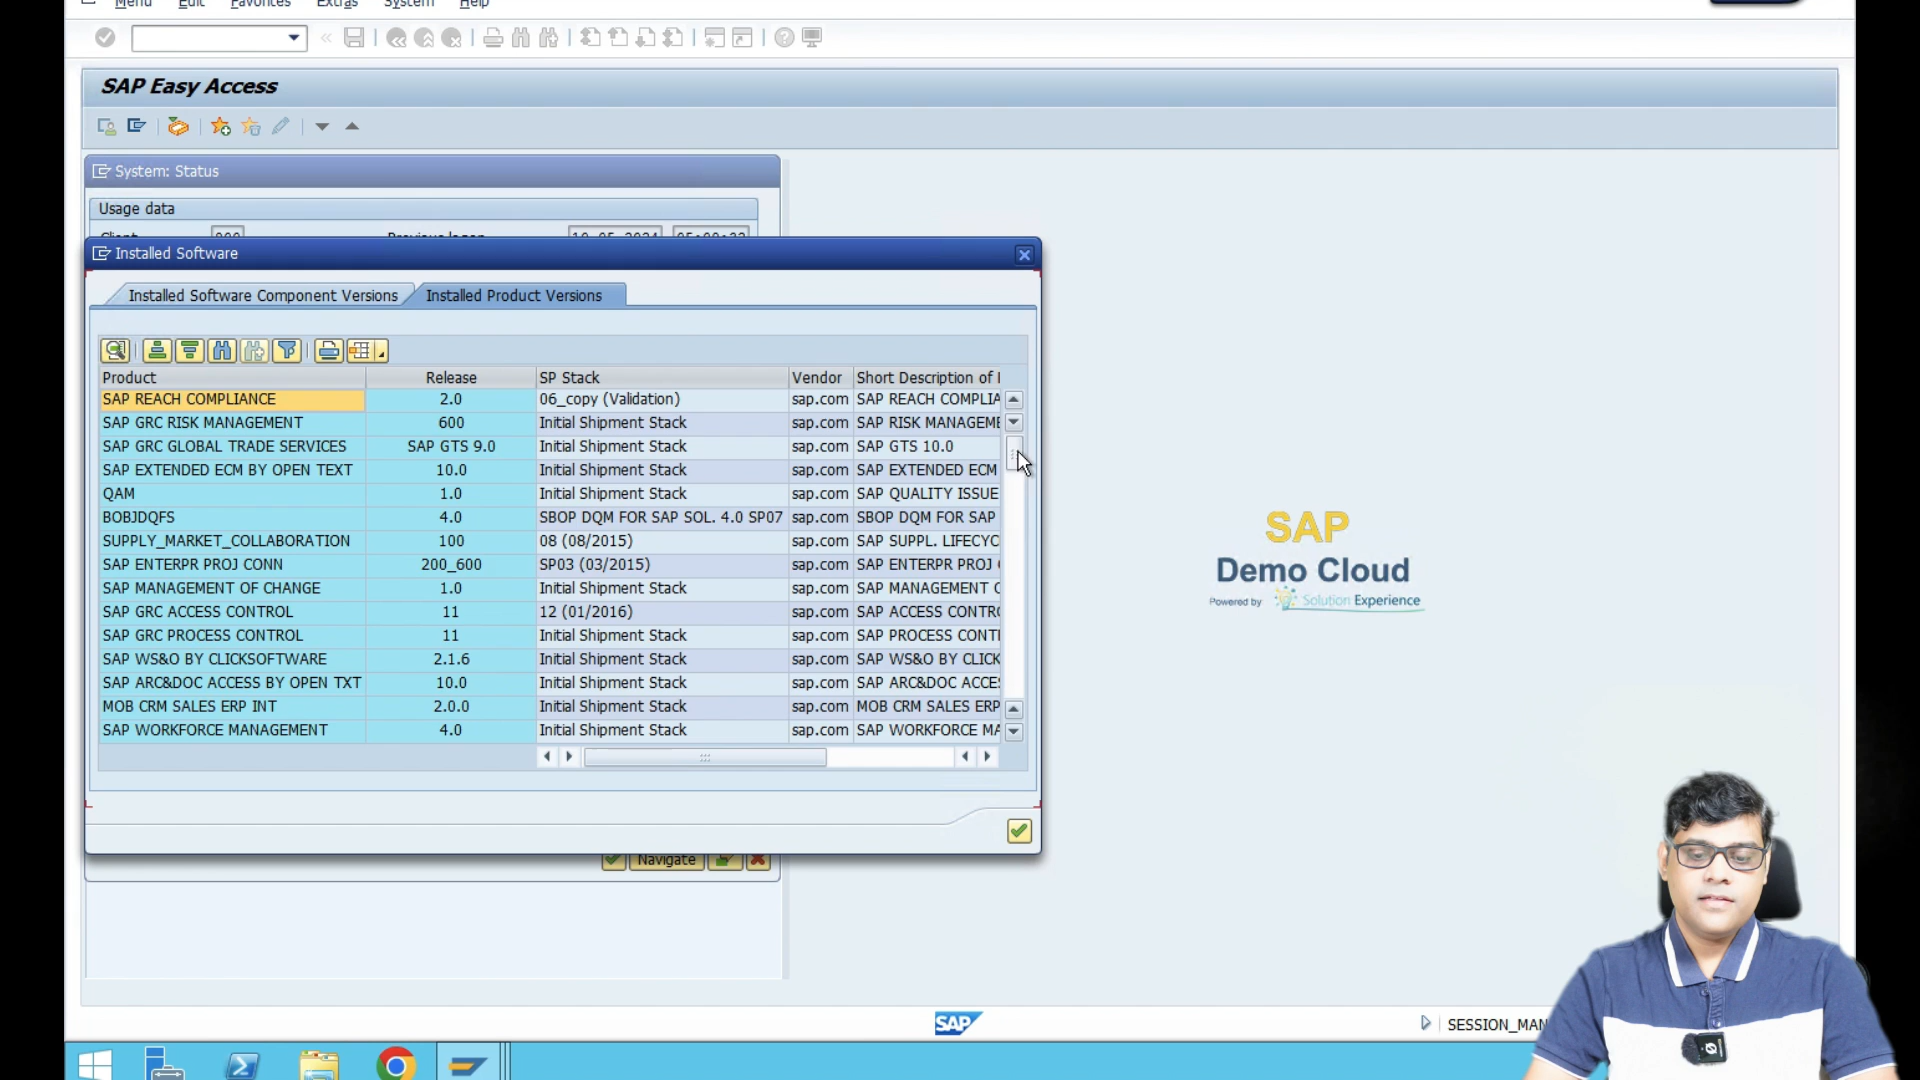 Menu Edit Favorites Extras System Help
SAP Easy Access
System: Status
Usage data
Client 800 Previous logon 10.05.2024
Installed Software
Installed Software Component Versions Installed Product Versions
Product Release SP Stack Vendor Short Description of
SAP REACH COMPLIANCE 2.0 06_copy (Validation) sap.com SAP REACH COMPLIA
SAP GRC RISK MANAGEMENT 600 Initial Shipment Stack sap.com SAP RISK MANAGEME
SAP GRC GLOBAL TRADE SERVICES SAP GTS 9.0 Initial Shipment Stack sap.com SAP GTS 10.0
SAP EXTENDED ECM BY OPEN TEXT 10.0 Initial Shipment Stack sap.com SAP EXTENDED ECM
QAM 1.0 Initial Shipment Stack sap.com SAP QUALITY ISSUE
BOBJDQFS 4.0 SBOP DQM FOR SAP SOL. 4.0 SP07 sap.com SBOP DQM FOR SAP
SUPPLY_MARKET_COLLABORATION 100 08 (08/2015) sap.com SAP SUPPL. LIFECYC
SAP ENTERPR PROJ CONN 200_600 SP03 (03/2015) sap.com SAP ENTERPR PROJ
SAP MANAGEMENT OF CHANGE 1.0 Initial Shipment Stack sap.com SAP MANAGEMENT
SAP GRC ACCESS CONTROL 11 12 (01/2016) sap.com SAP ACCESS CONTRO
SAP GRC PROCESS CONTROL 11 Initial Shipment Stack sap.com SAP PROCESS CONT
SAP WS&O BY CLICKSOFTWARE 2.1.6 Initial Shipment Stack sap.com SAP WS&O BY CLICK
SAP ARC&DOC ACCESS BY OPEN TXT 10.0 Initial Shipment Stack sap.com SAP ARC&DOC ACCES
MOB CRM SALES ERP INT 2.0.0 Initial Shipment Stack sap.com MOB CRM SALES ERP
SAP WORKFORCE MANAGEMENT 4.0 Initial Shipment Stack sap.com SAP WORKFORCE MA
Navigate
SAP
Demo Cloud
Powered by Solution Experience
SAP
SESSION_MAN